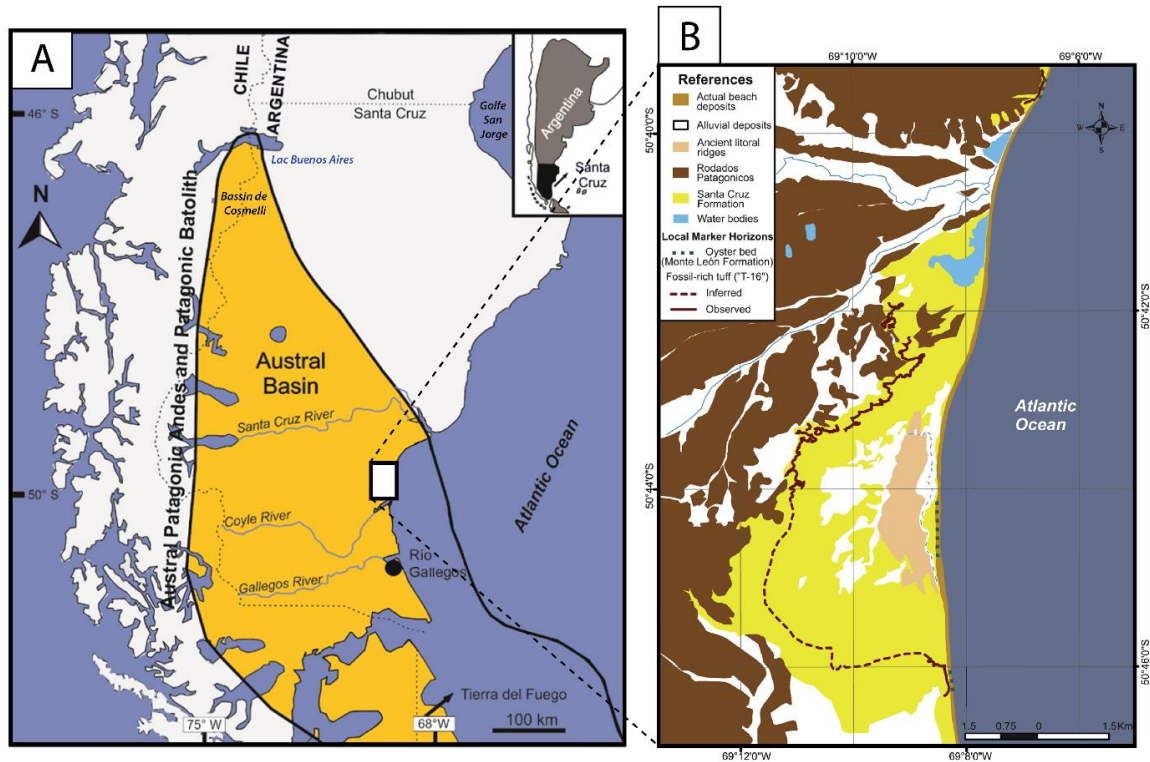 A
46° S
N
50° S
CHILE
ARGENTINA
Chubut
Santa Cruz
Golfe
San
Jorge
Lac Buenos Aires
Bassin de
Cosmelli
Austral Patagonic Andes and Patagonic Batolith
Austral
Basin
Santa Cruz River
Coyle River
Gallegos River
Río
Gallegos
Atlantic Ocean
Tierra del Fuego
75° W
68° W
100 km
Argentina
Santa
Cruz
B
69°10'0"W
69°6'0"W
References
Actual beach
deposits
Alluvial deposits
Ancient litoral
ridges
Rodados
Patagonicos
Santa Cruz
Formation
Water bodies
Local Marker Horizons
Oyster bed
(Monte León Formation)
Fossil-rich tuff ("T-16")
Inferred
Observed
N
W
E
S
50°40'0"S
50°42'0"S
50°44'0"S
50°46'0"S
Atlantic
Ocean
1.5 0.75 0 1.5Km
69°12'0"W
69°8'0"W